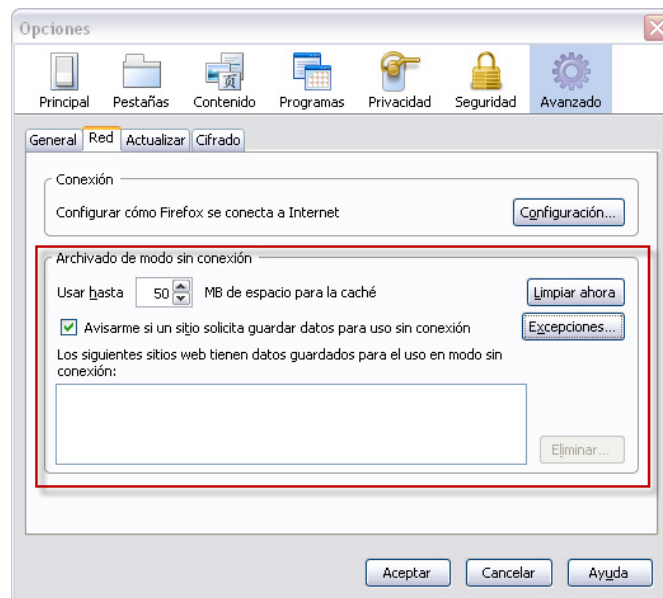 Opciones
Principal Pestañas Contenido Programas Privacidad Seguridad Avanzado
General Red Actualizar Cifrado
Conexión
Configurar cómo Firefox se conecta a Internet Configuración...
Archivado de modo sin conexión
Usar hasta 50 MB de espacio para la caché Limpiar ahora
Avisarme si un sitio solicita guardar datos para uso sin conexión Excepciones...
Los siguientes sitios web tienen datos guardados para el uso en modo sin
conexión:
Eliminar...
Aceptar Cancelar Ayuda